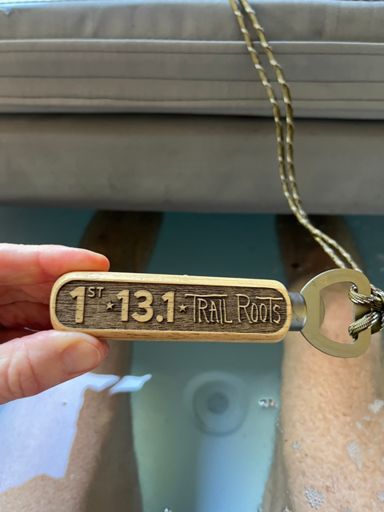 1ST ★ 13.1 ★ TRAIL ROOTS